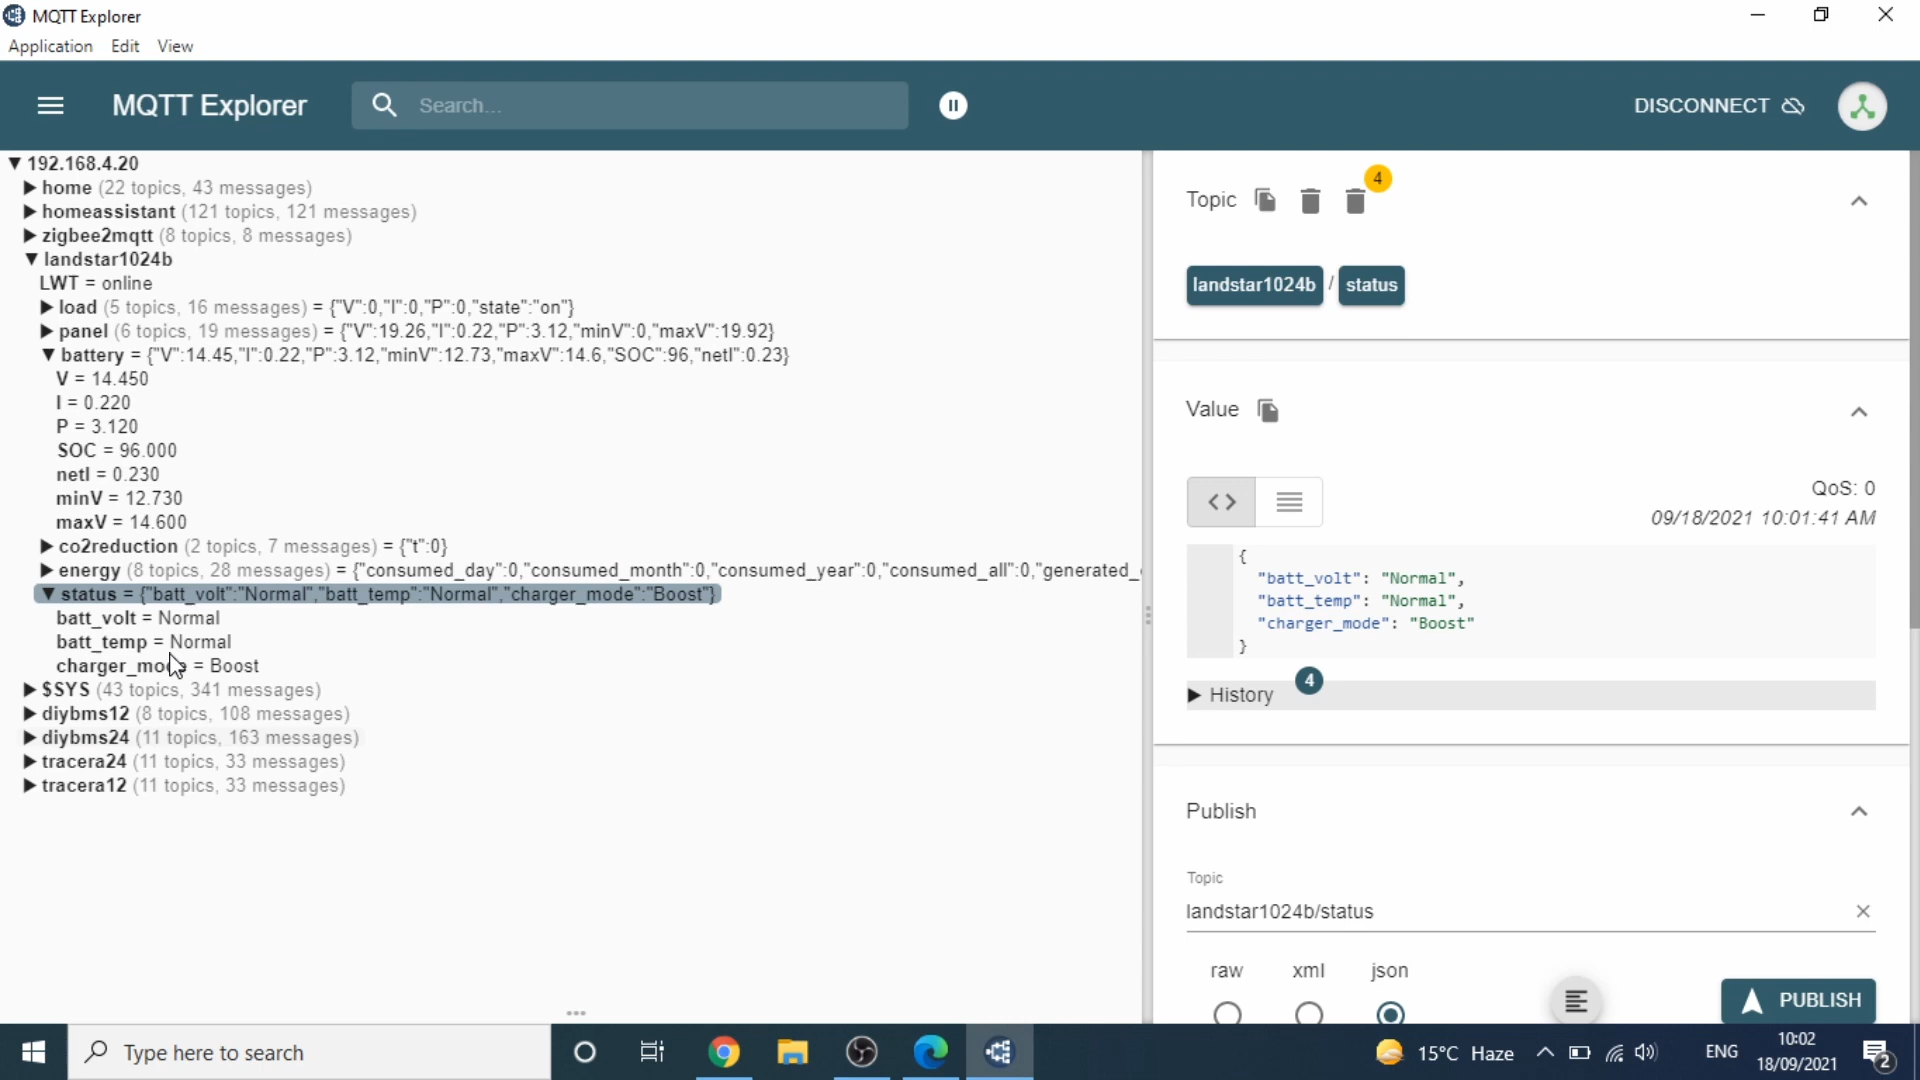 MQTT Explorer
Application Edit View
MQTT Explorer Search... DISCONNECT
▼ 192.168.4.20
▶ home (22 topics, 43 messages)
▶ homeassistant (121 topics, 121 messages)
▶ zigbee2mqtt (8 topics, 8 messages)
▼ landstar1024b
LWT = online
▶ load (5 topics, 16 messages) = {"V":0,"I":0,"P":0,"state":"on"}
▶ panel (6 topics, 19 messages) = {"V":19.26,"I":0.22,"P":3.12,"minV":0,"maxV":19.92}
▼ battery = {"V":14.45,"I":0.22,"P":3.12,"minV":12.73,"maxV":14.6,"SOC":96,"netI":0.23}
V = 14.450
I = 0.220
P = 3.120
SOC = 96.000
netI = 0.230
minV = 12.730
maxV = 14.600
▶ co2reduction (2 topics, 7 messages) = {"t":0}
▶ energy (8 topics, 28 messages) = {"consumed_day":0,"consumed_month":0,"consumed_year":0,"consumed_all":0,"generated_
▼ status = {"batt_volt":"Normal","batt_temp":"Normal","charger_mode":"Boost"}
batt_volt = Normal
batt_temp = Normal
charger_mode = Boost
▶ $SYS (43 topics, 341 messages)
▶ diybms12 (8 topics, 108 messages)
▶ diybms24 (11 topics, 163 messages)
▶ tracera24 (11 topics, 33 messages)
▶ tracera12 (11 topics, 33 messages)
Topic 4
landstar1024b / status
Value
QoS: 0
09/18/2021 10:01:41 AM
{
"batt_volt": "Normal",
"batt_temp": "Normal",
"charger_mode": "Boost"
}
▶ History 4
Publish
Topic
landstar1024b/status
raw xml json
PUBLISH
Type here to search 15°C Haze ENG 10:02
18/09/2021 2